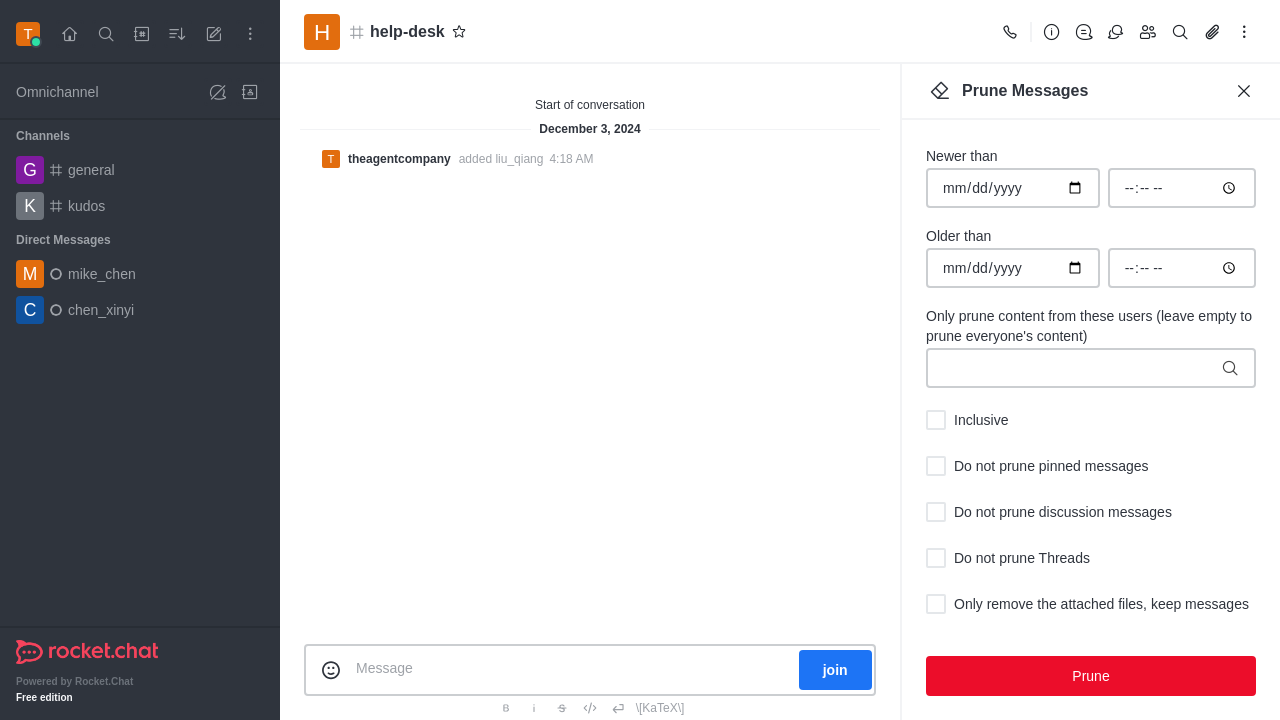 T
Omnichannel
Channels
G general
K kudos
Direct Messages
M mike_chen
C chen_xinyi
rocket.chat
Powered by Rocket.Chat
Free edition
H help-desk
Start of conversation
December 3, 2024
T theagentcompany added liu_qiang 4:18 AM
Message
join
B i S </> \[KaTeX\]
Prune Messages
Newer than
mm/dd/yyyy --:-- --
Older than
mm/dd/yyyy --:-- --
Only prune content from these users (leave empty to
prune everyone's content)
Inclusive
Do not prune pinned messages
Do not prune discussion messages
Do not prune Threads
Only remove the attached files, keep messages
Prune